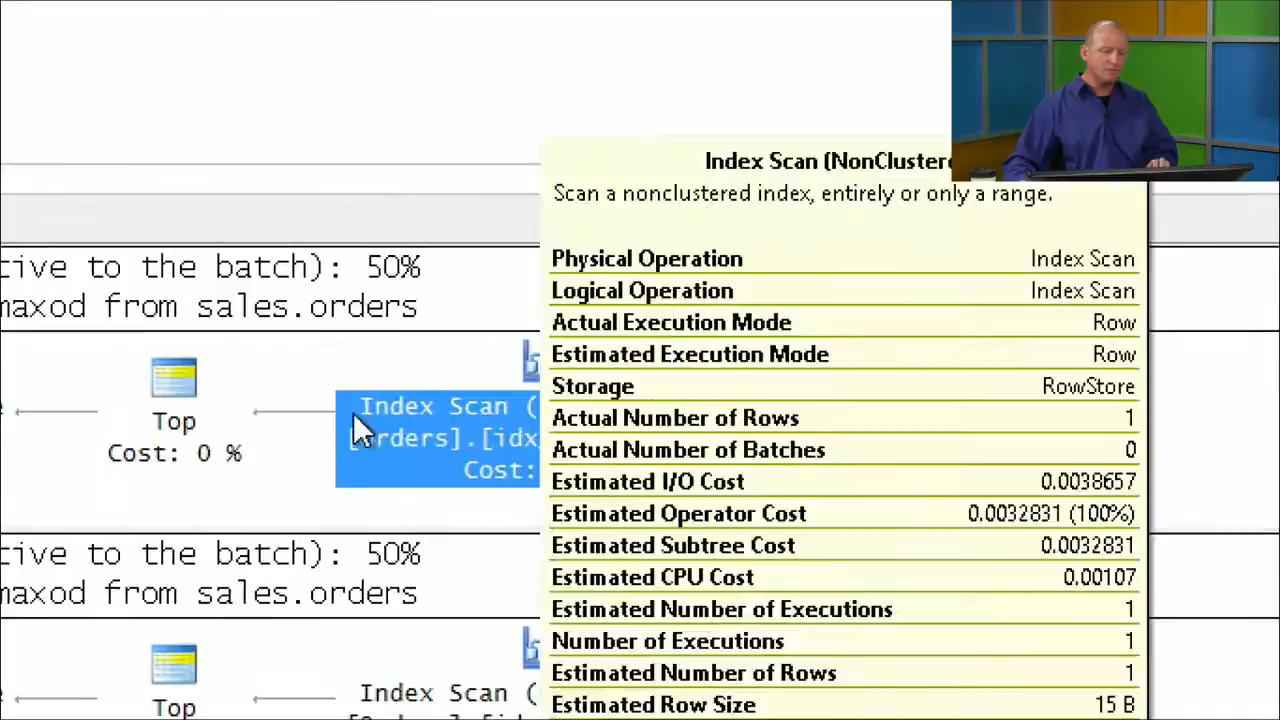 Index Scan (NonClustere
Scan a nonclustered index, entirely or only a range.
tive to the batch): 50%
maxod from sales.orders
Top
Cost: 0 %
Index Scan (
rders].[idx
Cost:
Physical Operation Index Scan
Logical Operation Index Scan
Actual Execution Mode Row
Estimated Execution Mode Row
Storage RowStore
Actual Number of Rows 1
Actual Number of Batches 0
Estimated I/O Cost 0.0038657
Estimated Operator Cost 0.0032831 (100%)
Estimated Subtree Cost 0.0032831
Estimated CPU Cost 0.00107
Estimated Number of Executions 1
Number of Executions 1
Estimated Number of Rows 1
Estimated Row Size 15 B
tive to the batch): 50%
maxod from sales.orders
Top
Index Scan (